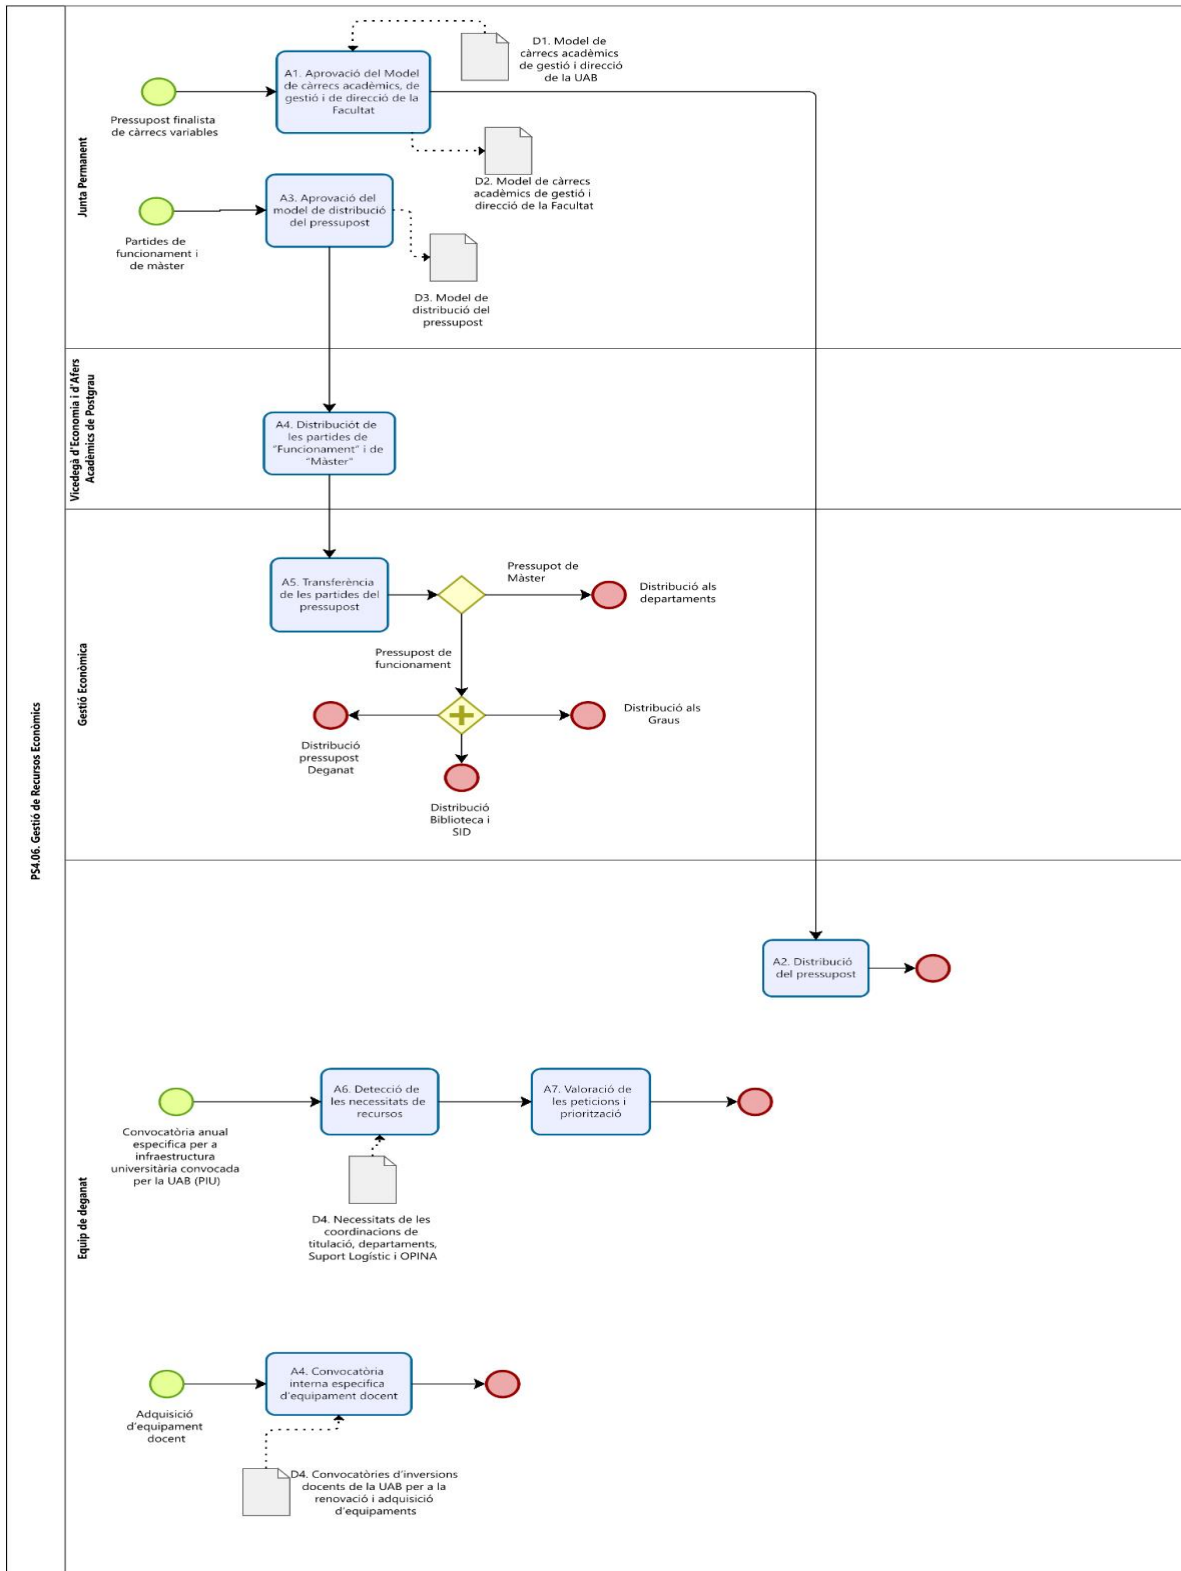 PS4.06. Gestió de Recursos Econòmics
Junta Permanent
Pressupost finalista
de càrrecs variables
A1. Aprovació del Model
de càrrecs acadèmics, de
gestió i de direcció de la
Facultat
D1. Model de
càrrecs acadèmics
de gestió i direcció
de la UAB
D2. Model de càrrecs
acadèmics de gestió i
direcció de la Facultat
Partides de
funcionament i
de màster
A3. Aprovació del
model de distribució
del pressupost
D3. Model de
distribució del
pressupost
Vicedegà d'Economia i d'Afers
Acadèmics de Postgrau
A4. Distribuciót de
les partides de
"Funcionament" i de
"Màster"
Gestió Econòmica
A5. Transferència
de les partides del
pressupost
Pressupot de
Màster
Distribució als
departaments
Pressupost de
funcionament
Distribució
pressupost
Deganat
Distribució als
Graus
Distribució
Biblioteca i
SID
Equip de deganat
A2. Distribució
del pressupost
Convocatòria anual
especifica per a
infraestructura
universitària convocada
per la UAB (PIU)
A6. Detecció de
les necessitats de
recursos
A7. Valoració de
les peticions i
priorització
D4. Necessitats de les
coordinacions de
titulació, departaments,
Suport Logístic i OPINA
Adquisició
d'equipament
docent
A4. Convocatòria
interna especifica
d'equipament docent
D4. Convocatòries d'inversions
docents de la UAB per a la
renovació i adquisició
d'equipaments